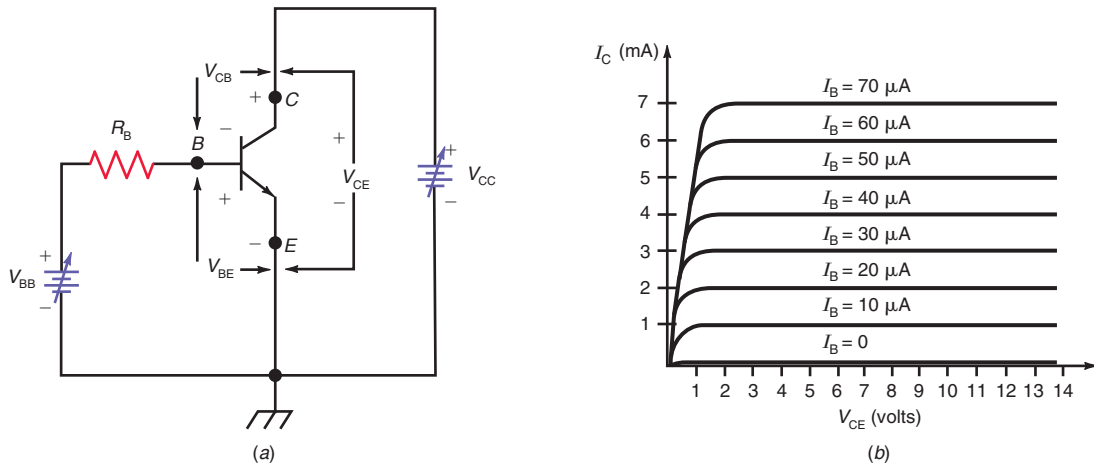 V_CB
+
C
R_B
B
−
+
V_CE
−
+
V_CC
−
+
− E
V_BE
+
V_BB
−
(a)
I_C (mA)
7
6
5
4
3
2
1
I_B = 70 μA
I_B = 60 μA
I_B = 50 μA
I_B = 40 μA
I_B = 30 μA
I_B = 20 μA
I_B = 10 μA
I_B = 0
1 2 3 4 5 6 7 8 9 10 11 12 13 14
V_CE (volts)
(b)